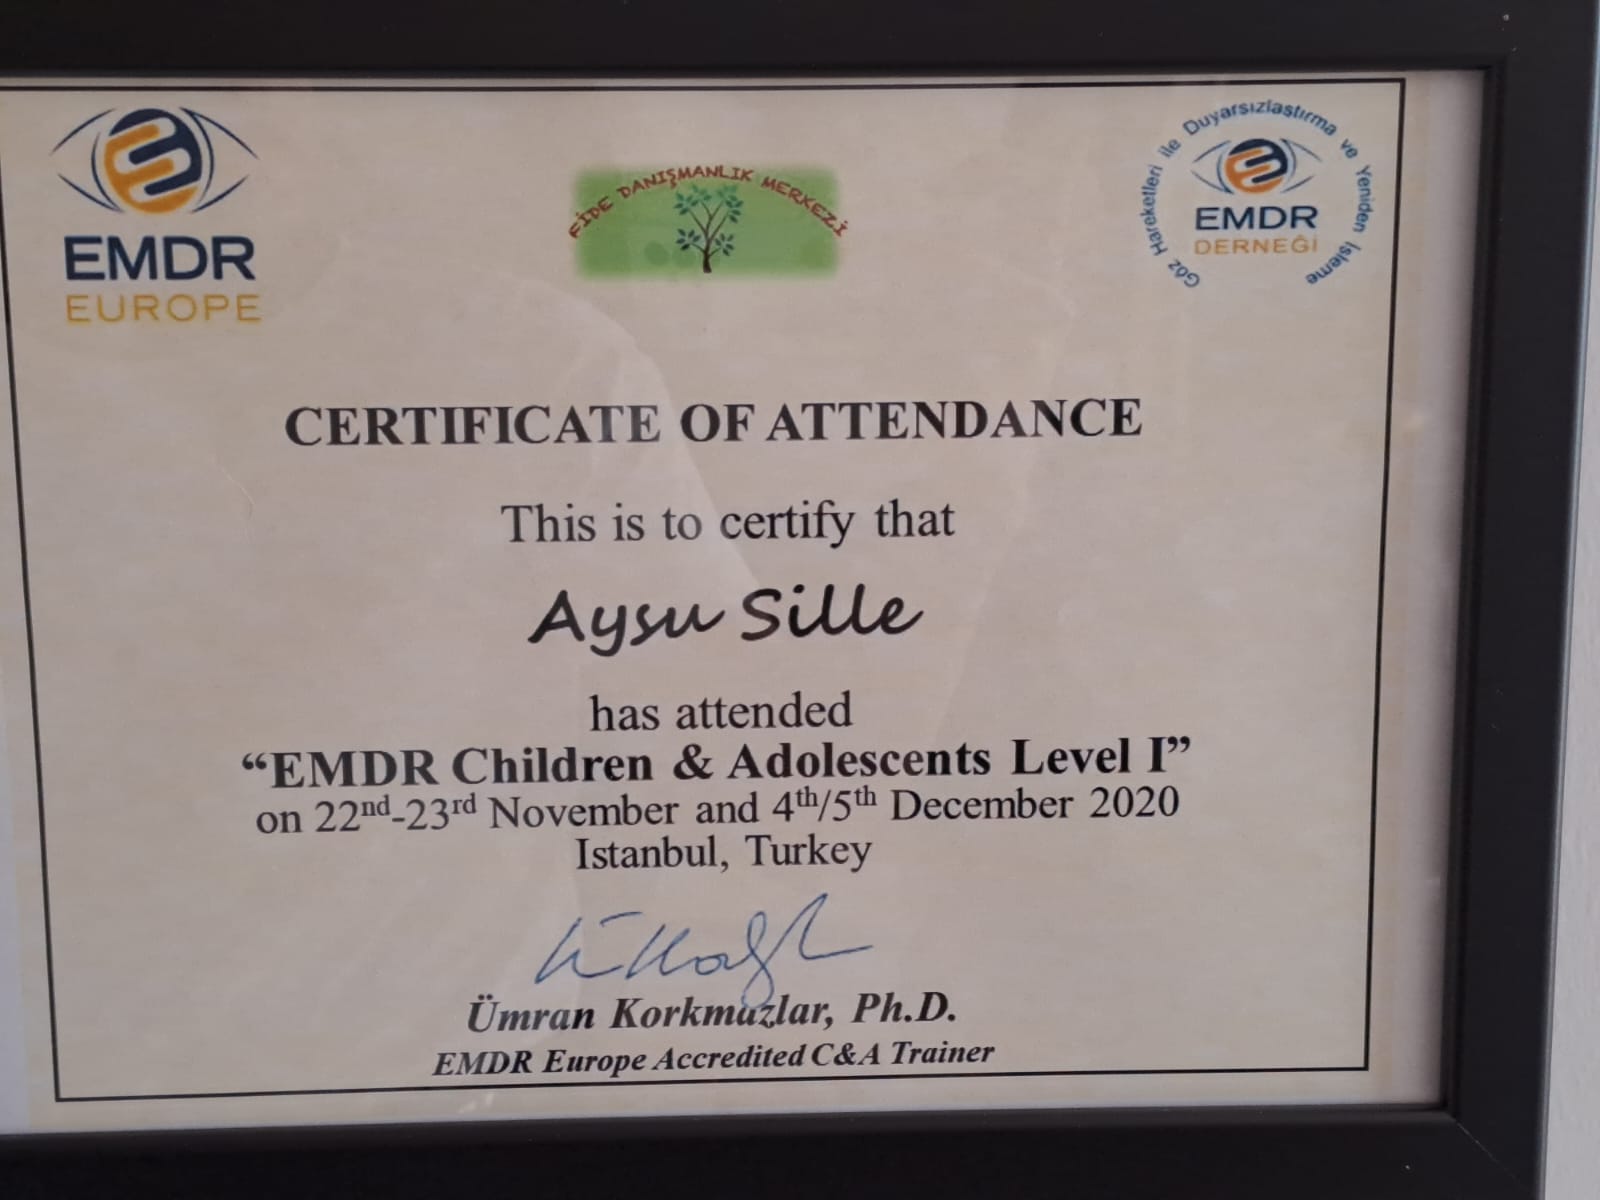 EMDR
EUROPE
FİDE DANIŞMANLIK MERKEZİ
Göz Hareketleri ile Duyarsızlaştırma ve Yeniden İşleme
EMDR
DERNEĞİ
CERTIFICATE OF ATTENDANCE
This is to certify that
Aysu Sille
has attended
“EMDR Children & Adolescents Level I”
on 22nd-23rd November and 4th/5th December 2020
Istanbul, Turkey
Ümran Korkmazlar, Ph.D.
EMDR Europe Accredited C&A Trainer